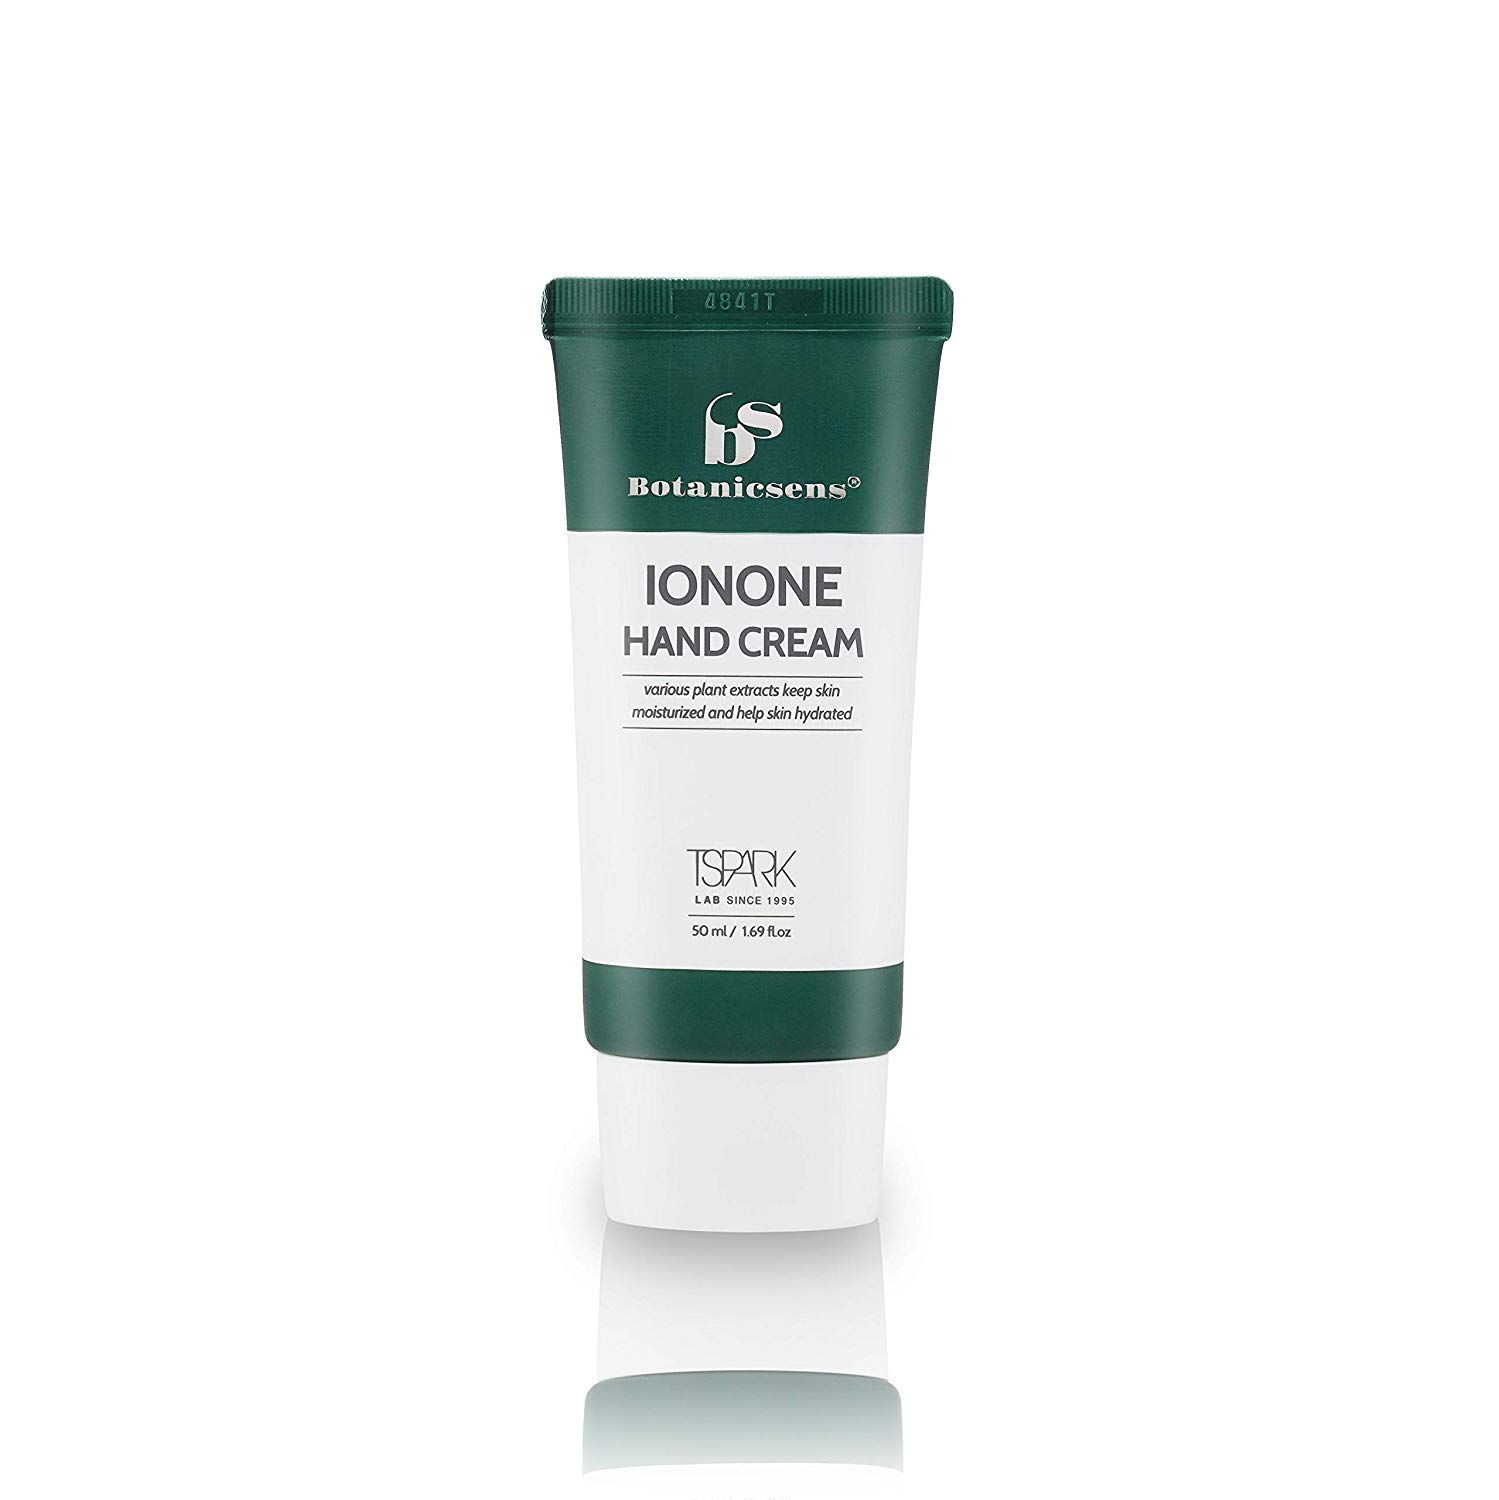 4841T
bs
Botanicsens®
IONONE
HAND CREAM
various plant extracts keep skin
moisturized and help skin hydrated
TSPARK
LAB SINCE 1995
50 ml / 1.69 fl.oz